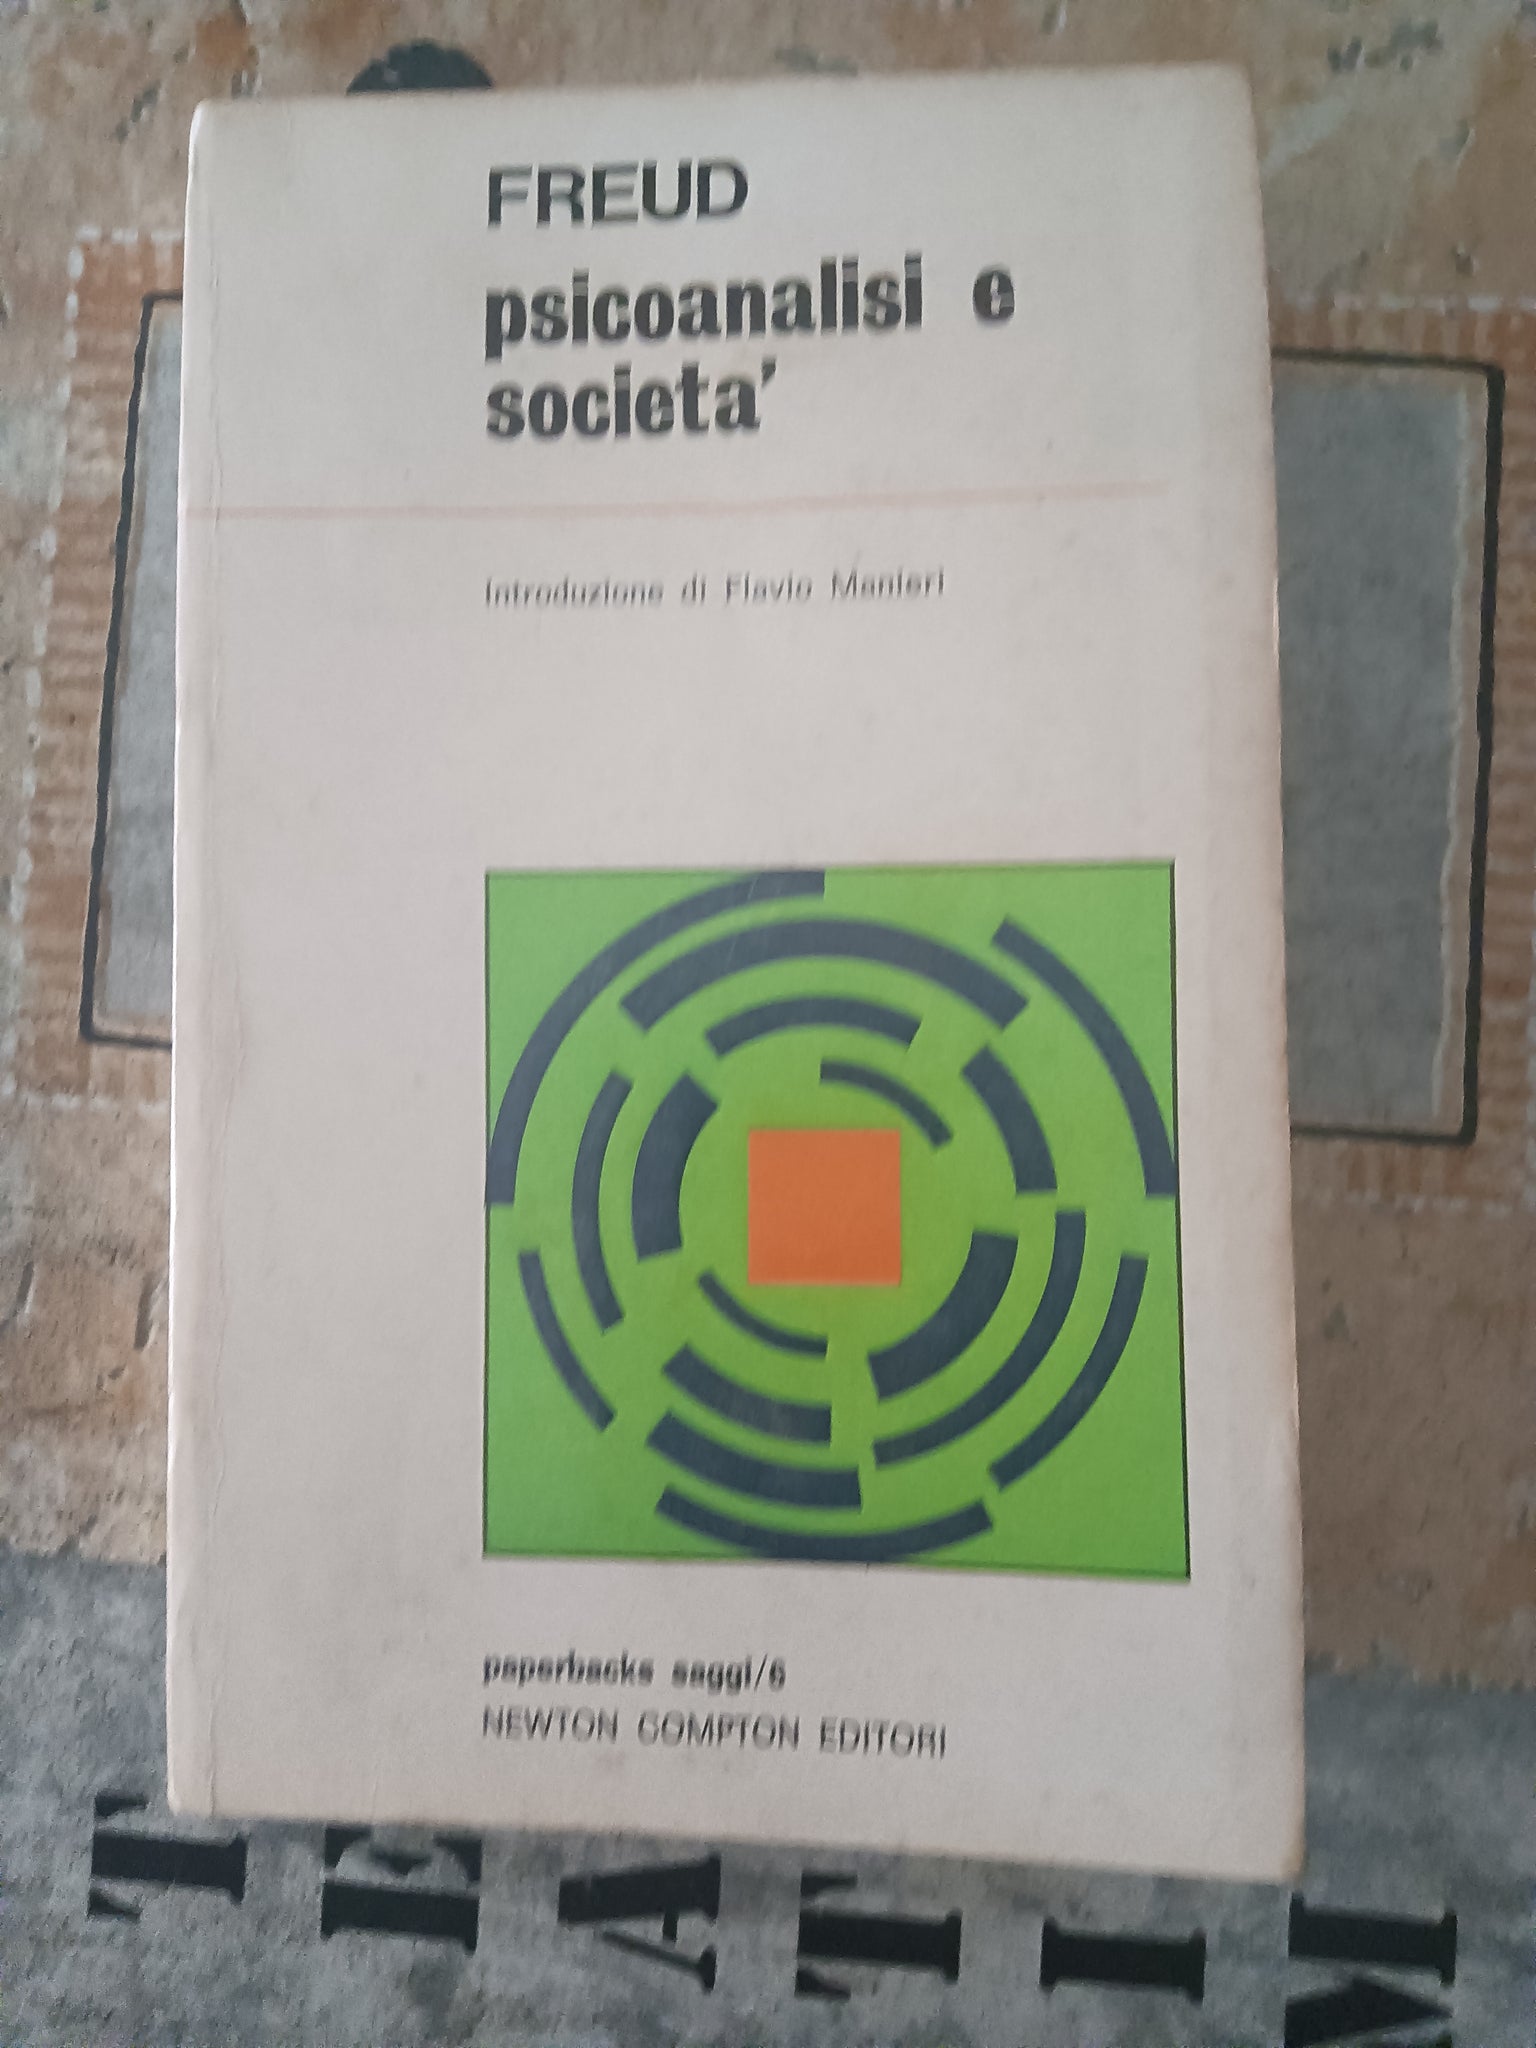 FREUD
psicoanalisi e
societa'
introduzione di Flavio Manieri
paperbacks saggi/6
NEWTON COMPTON EDITORI